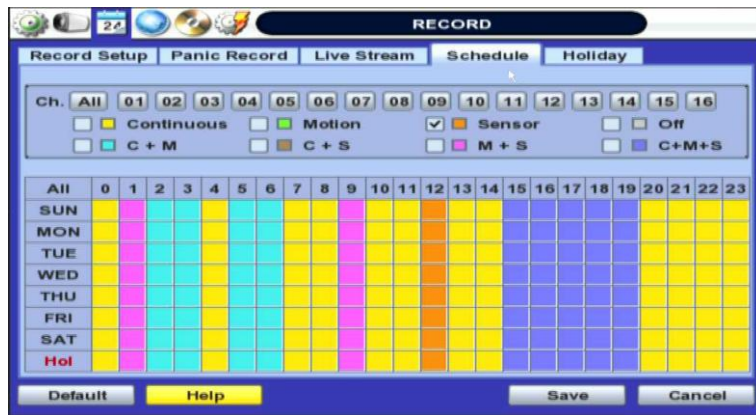 24
RECORD
Record Setup Panic Record Live Stream Schedule Holiday
Ch. All 01 02 03 04 05 06 07 08 09 10 11 12 13 14 15 16
Continuous Motion Sensor Off
C + M C + S M + S C+M+S
All 0 1 2 3 4 5 6 7 8 9 10 11 12 13 14 15 16 17 18 19 20 21 22 23
SUN
MON
TUE
WED
THU
FRI
SAT
Hol
Default Help Save Cancel